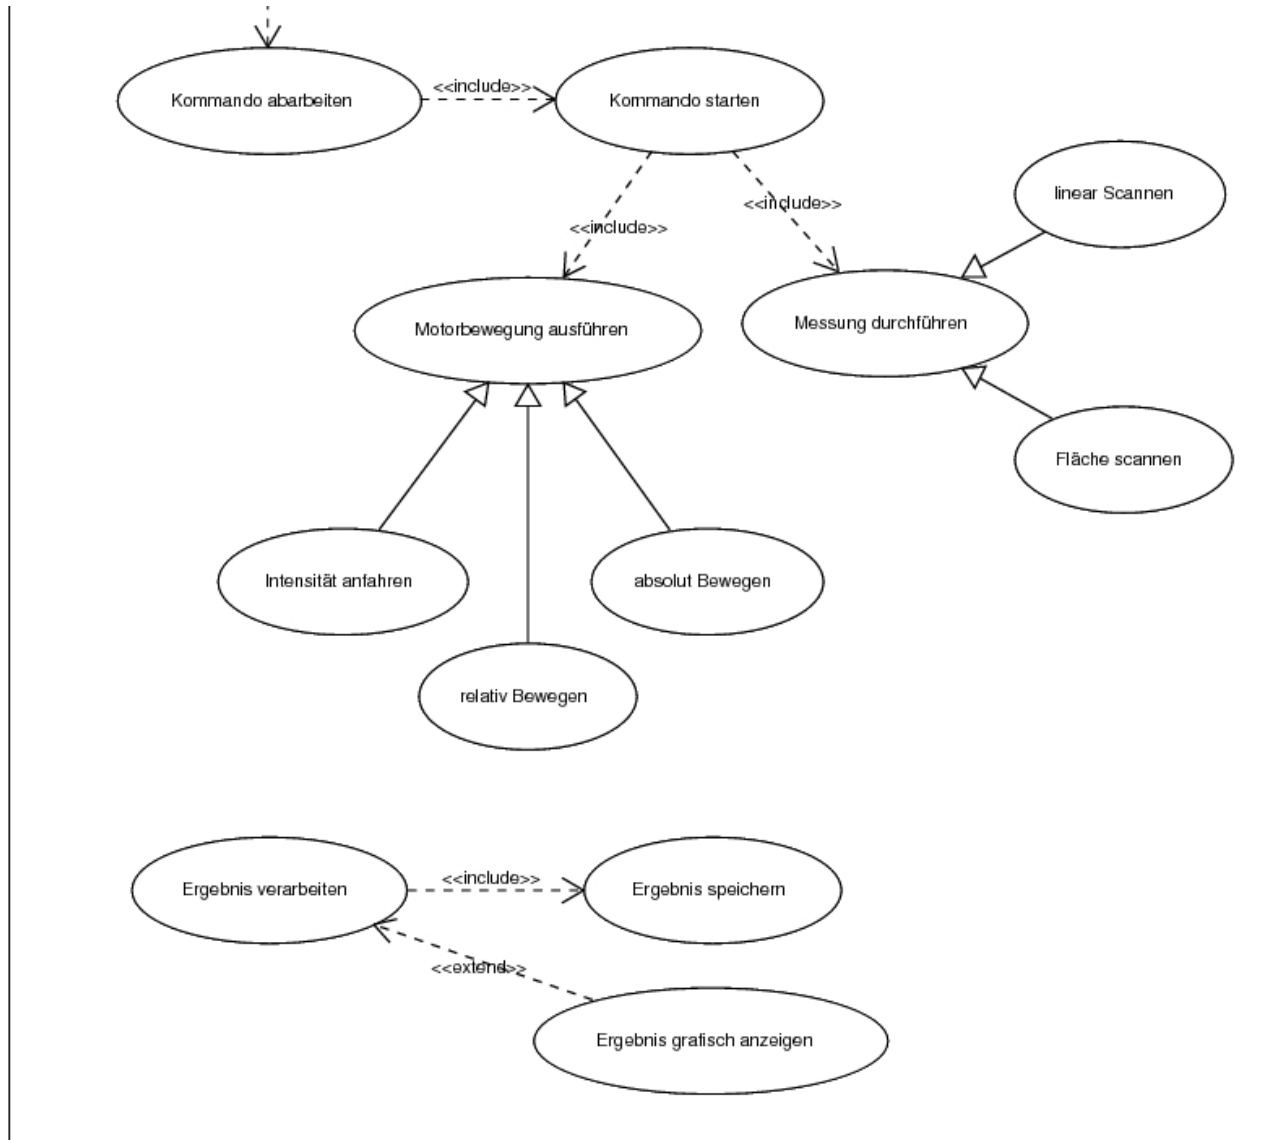 Kommando abarbeiten
<<include>>
Kommando starten
<<include>>
<<include>>
linear Scannen
Motorbewegung ausführen
Messung durchführen
Fläche scannen
Intensität anfahren
absolut Bewegen
relativ Bewegen
Ergebnis verarbeiten
<<include>>
Ergebnis speichern
<<extend>>
Ergebnis grafisch anzeigen